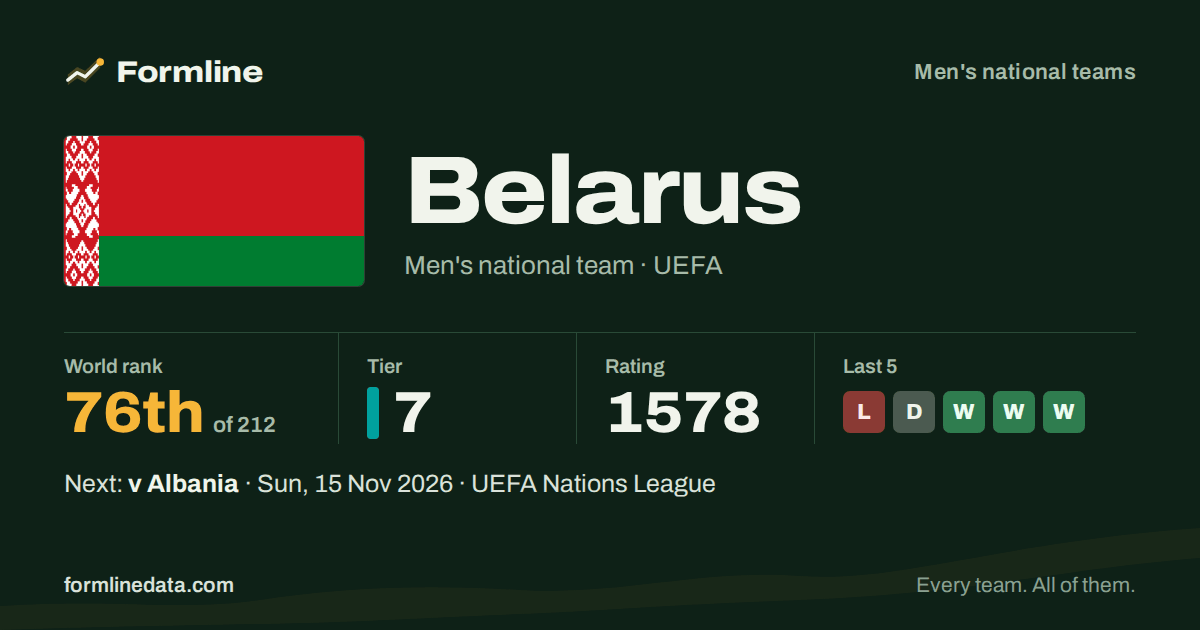 Formline
Men's national teams
Belarus
Men's national team · UEFA
World rank
76th of 212
Tier
7
Rating
1578
Last 5
L D W W W
Next: v Albania · Sun, 15 Nov 2026 · UEFA Nations League
formlinedata.com
Every team. All of them.